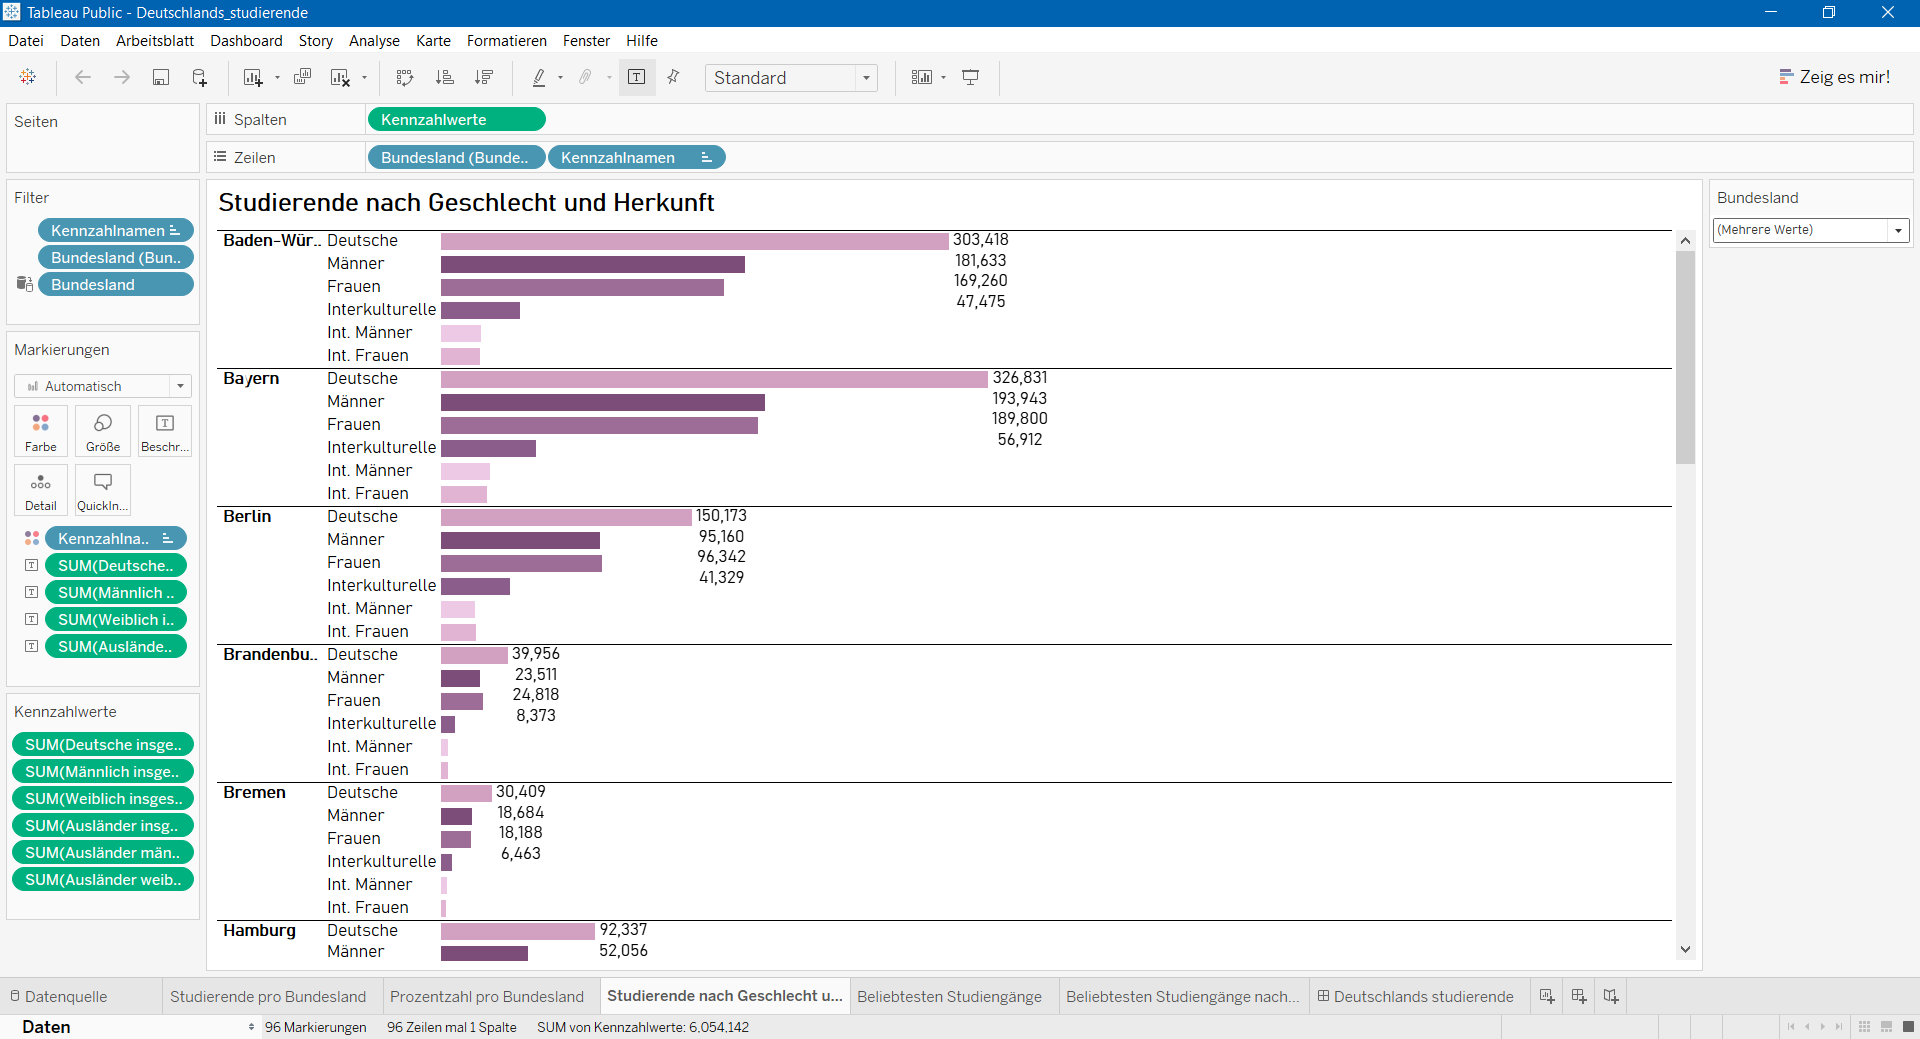 Tableau Public - Deutschlands_studierende
Datei Daten Arbeitsblatt Dashboard Story Analyse Karte Formatieren Fenster Hilfe
Standard
Zeig es mir!
Seiten
Spalten Kennzahlwerte
Zeilen Bundesland (Bunde.. Kennzahlnamen
Filter
Kennzahlnamen
Bundesland (Bun..
Bundesland
Markierungen
Automatisch
Farbe Größe Beschr...
Detail QuickIn...
Kennzahlna..
SUM(Deutsche..
SUM(Männlich ..
SUM(Weiblich i..
SUM(Auslände..
Kennzahlwerte
SUM(Deutsche insge..
SUM(Männlich insge..
SUM(Weiblich insges..
SUM(Ausländer insg..
SUM(Ausländer män..
SUM(Ausländer weib..
Studierende nach Geschlecht und Herkunft
Baden-Wür.. Deutsche 303,418
Männer 181,633
Frauen 169,260
Interkulturelle 47,475
Int. Männer
Int. Frauen
Bayern Deutsche 326,831
Männer 193,943
Frauen 189,800
Interkulturelle 56,912
Int. Männer
Int. Frauen
Berlin Deutsche 150,173
Männer 95,160
Frauen 96,342
Interkulturelle 41,329
Int. Männer
Int. Frauen
Brandenbu.. Deutsche 39,956
Männer 23,511
Frauen 24,818
Interkulturelle 8,373
Int. Männer
Int. Frauen
Bremen Deutsche 30,409
Männer 18,684
Frauen 18,188
Interkulturelle 6,463
Int. Männer
Int. Frauen
Hamburg Deutsche 92,337
Männer 52,056
Bundesland
(Mehrere Werte)
Datenquelle Studierende pro Bundesland Prozentzahl pro Bundesland Studierende nach Geschlecht u... Beliebtesten Studiengänge Beliebtesten Studiengänge nach... Deutschlands studierende
Daten 96 Markierungen 96 Zeilen mal 1 Spalte SUM von Kennzahlwerte: 6,054,142